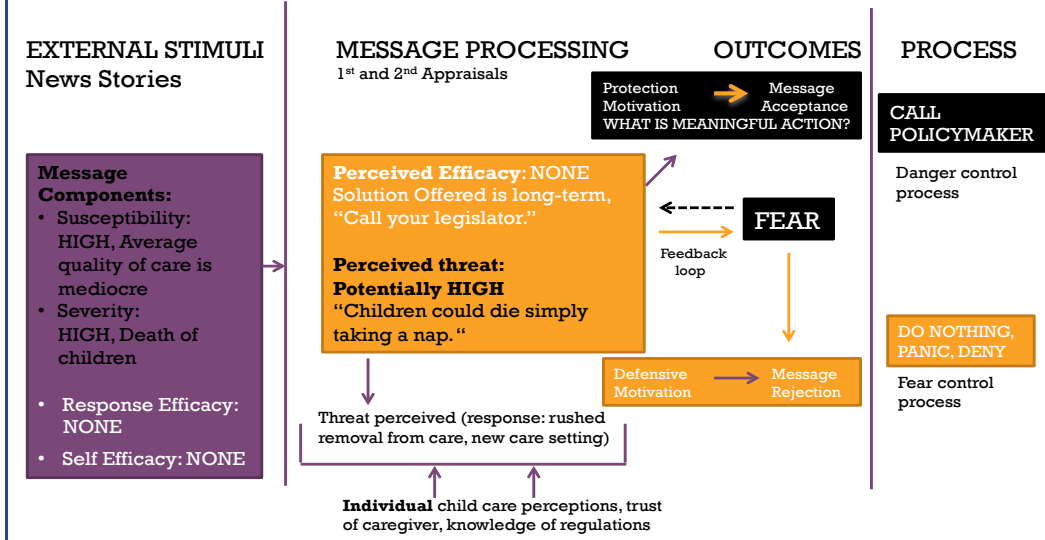 EXTERNAL STIMULI
News Stories
Message
Components:
• Susceptibility:
HIGH, Average
quality of care is
mediocre
• Severity:
HIGH, Death of
children
• Response Efficacy:
NONE
• Self Efficacy: NONE
MESSAGE PROCESSING
1st and 2nd Appraisals
Perceived Efficacy: NONE
Solution Offered is long-term,
“Call your legislator.”
Perceived threat:
Potentially HIGH
“Children could die simply
taking a nap. “
Threat perceived (response: rushed
removal from care, new care setting)
Individual child care perceptions, trust
of caregiver, knowledge of regulations
OUTCOMES
Protection Message
Motivation Acceptance
WHAT IS MEANINGFUL ACTION?
FEAR
Feedback
loop
Defensive Message
Motivation Rejection
PROCESS
CALL
POLICYMAKER
Danger control
process
DO NOTHING,
PANIC, DENY
Fear control
process